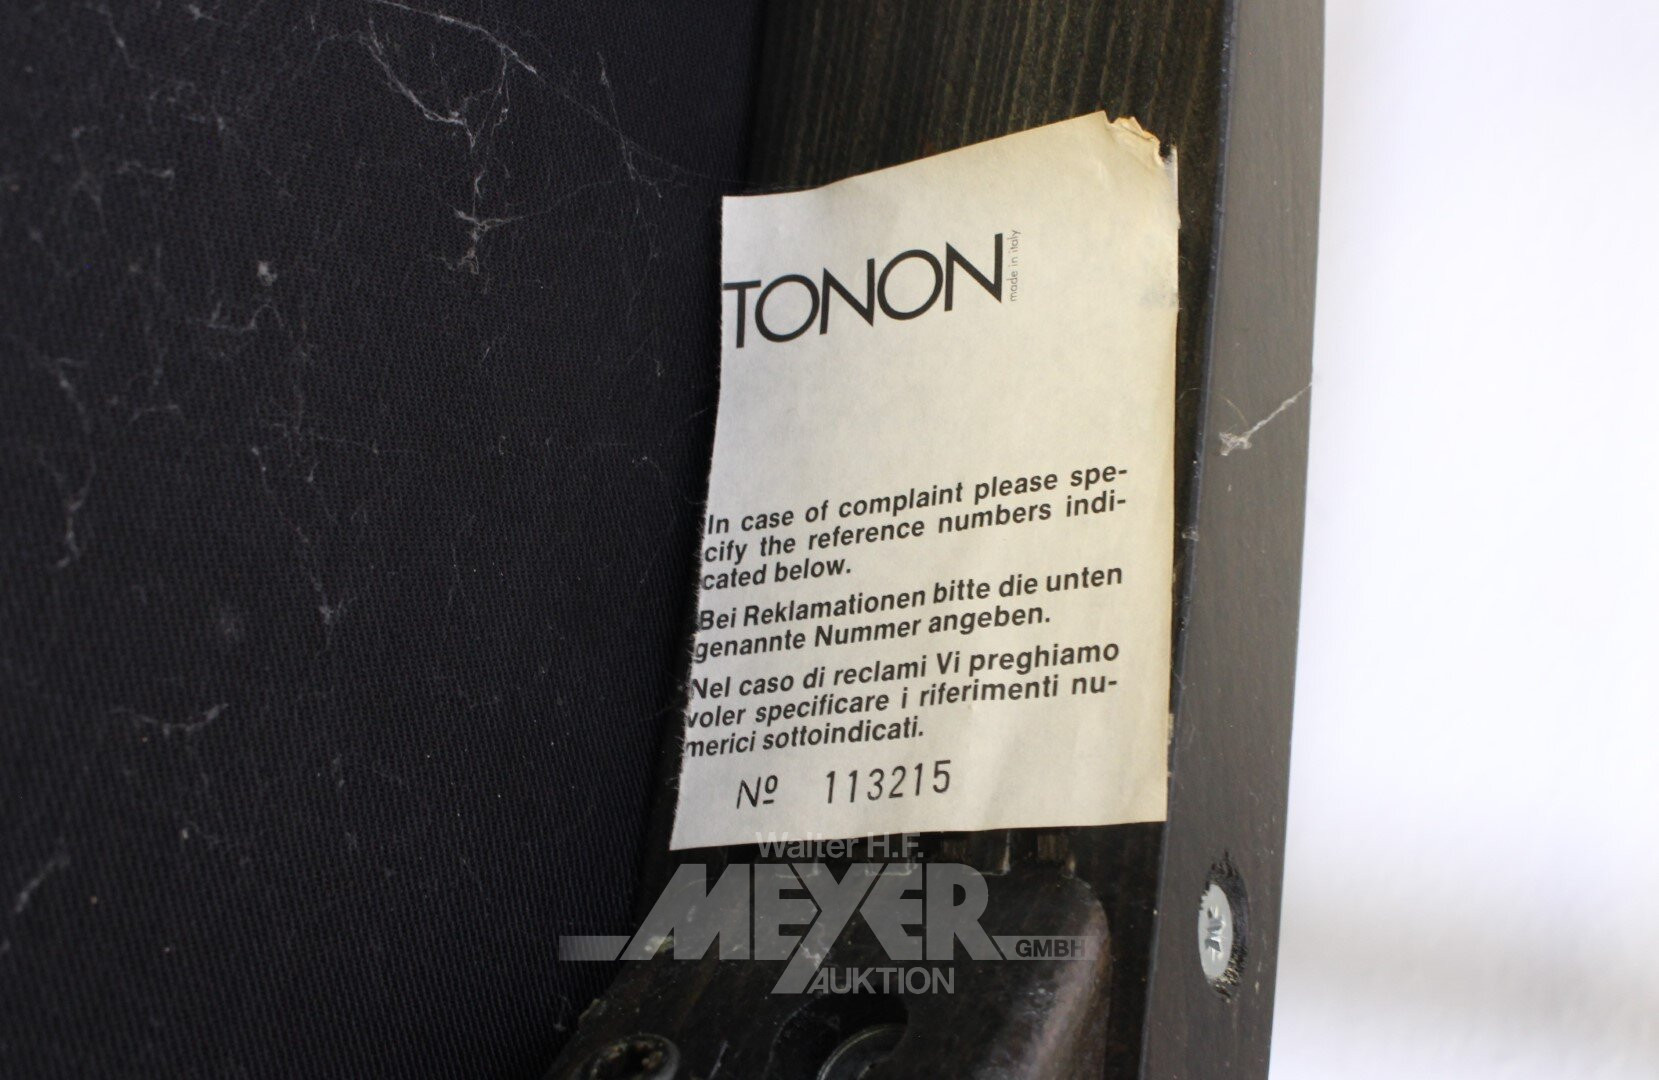 TONON
made in italy
In case of complaint please spe-
cify the reference numbers indi-
cated below.
Bei Reklamationen bitte die unten
genannte Nummer angeben.
Nel caso di reclami Vi preghiamo
voler specificare i riferimenti nu-
merici sottoindicati.
Nº 113215
Walter H.F.
MEYER
GMBH
AUKTION